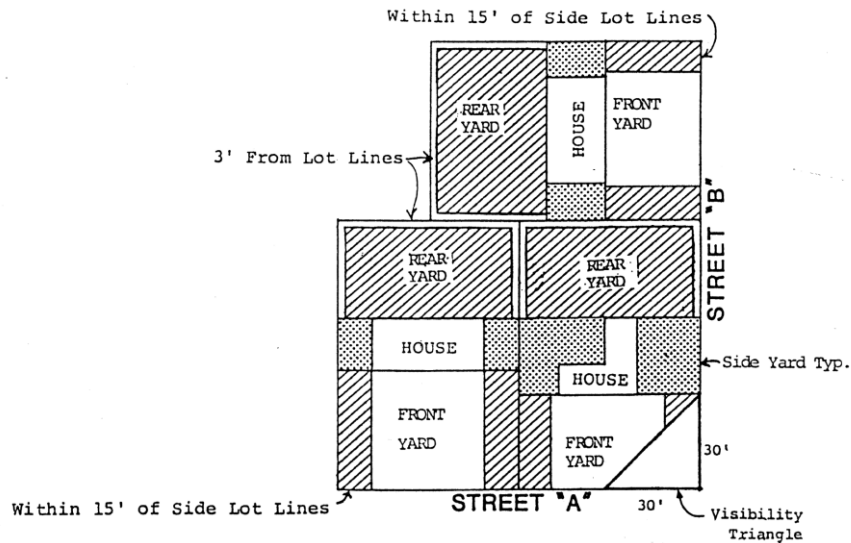 Within 15' of Side Lot Lines
REAR
YARD
HOUSE
FRONT
YARD
3' From Lot Lines
STREET "B"
REAR
YARD
REAR
YARD
HOUSE
HOUSE
Side Yard Typ.
FRONT
YARD
FRONT
YARD
30'
Within 15' of Side Lot Lines
STREET "A"
30'
Visibility
Triangle